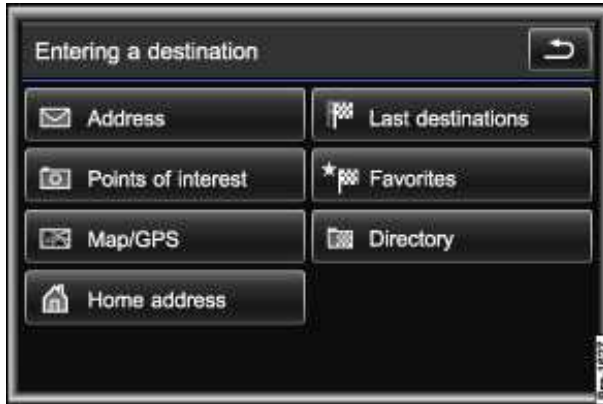 Entering a destination
Address
Last destinations
Points of interest
Favorites
Map/GPS
Directory
Home address